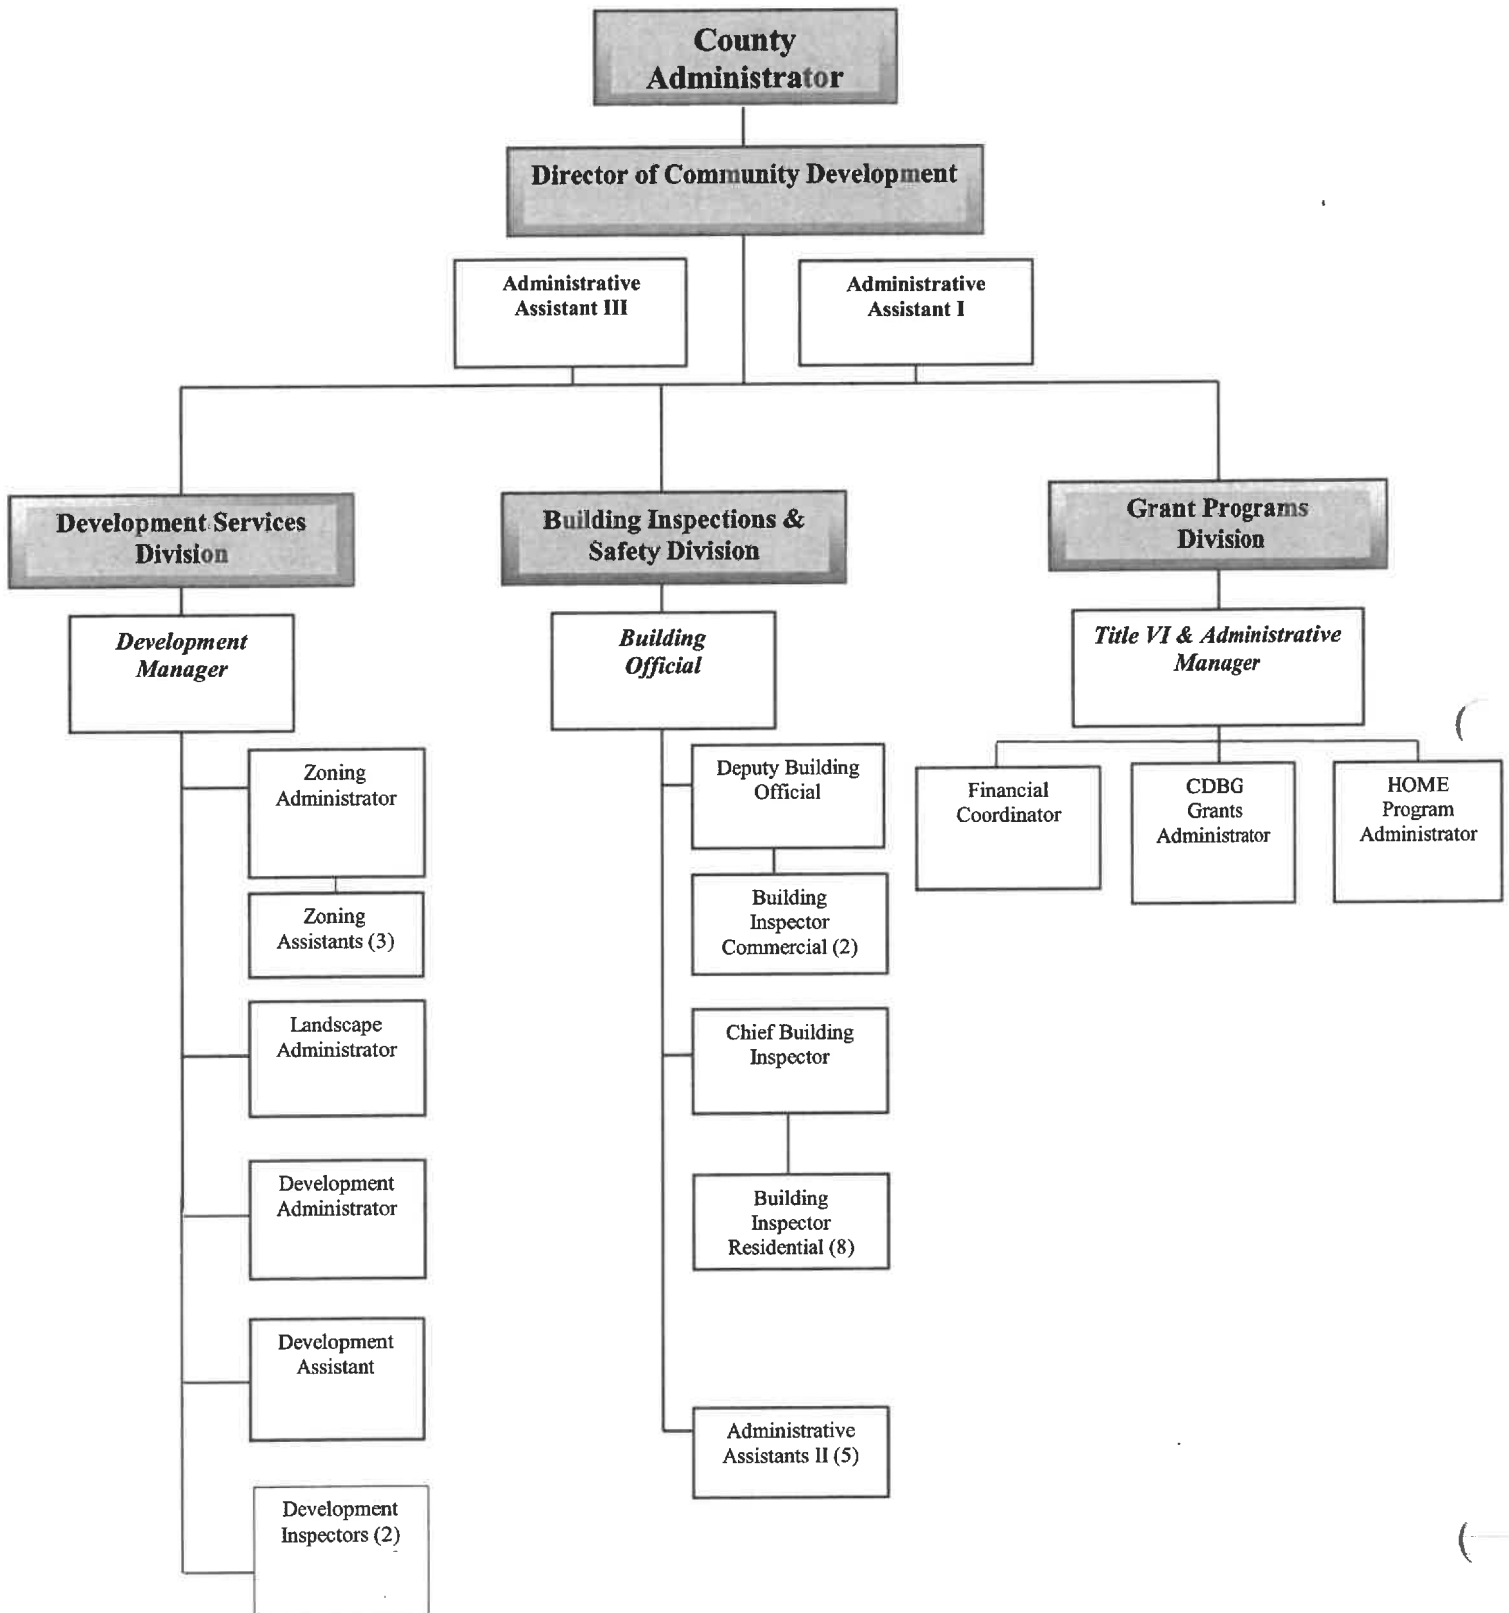 County
Administrator
Director of Community Development
Administrative
Assistant III
Administrative
Assistant I
Development Services
Division
Building Inspections &
Safety Division
Grant Programs
Division
Development
Manager
Building
Official
Title VI & Administrative
Manager
Zoning
Administrator
Zoning
Assistants (3)
Landscape
Administrator
Development
Administrator
Development
Assistant
Development
Inspectors (2)
Deputy Building
Official
Building
Inspector
Commercial (2)
Chief Building
Inspector
Building
Inspector
Residential (8)
Administrative
Assistants II (5)
Financial
Coordinator
CDBG
Grants
Administrator
HOME
Program
Administrator